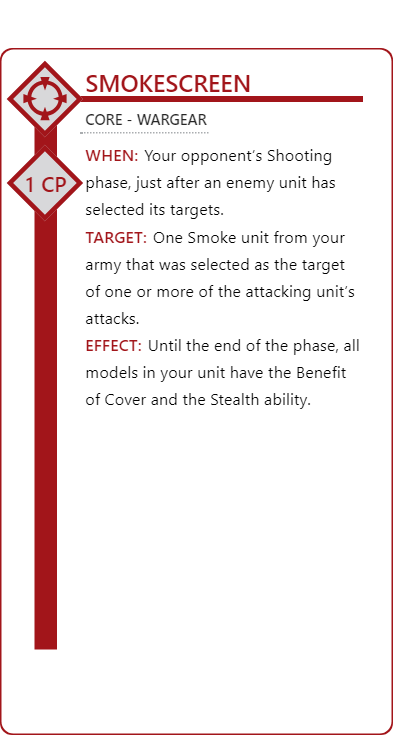 SMOKESCREEN
CORE - WARGEAR
1 CP
WHEN: Your opponent’s Shooting
phase, just after an enemy unit has
selected its targets.
TARGET: One Smoke unit from your
army that was selected as the target
of one or more of the attacking unit’s
attacks.
EFFECT: Until the end of the phase, all
models in your unit have the Benefit
of Cover and the Stealth ability.